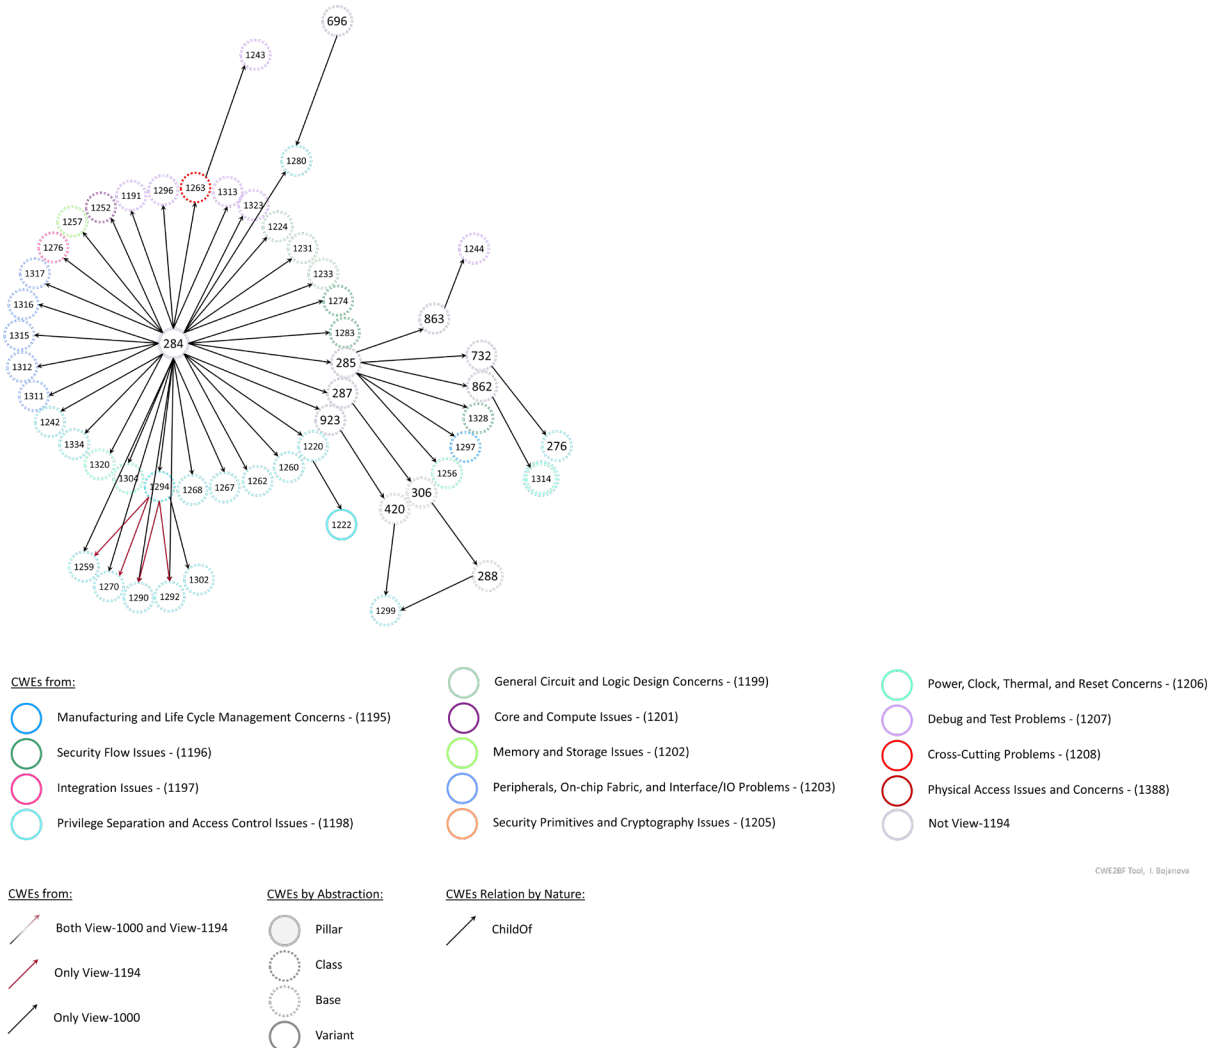 696
1243
1280
1263
1296
1313
1191
1323
1252
1257
1224
1276
1231
1244
1317
1233
1274
1316
863
1283
1315
284
732
285
1312
862
287
1311
923
1328
1242
1334
1220
1297
276
1320
1260
1256
1304
1294
1268
1267
1262
1314
306
420
1222
1259
1302
288
1270
1290
1292
1299
CWEs from:
Manufacturing and Life Cycle Management Concerns - (1195)
Security Flow Issues - (1196)
Integration Issues - (1197)
Privilege Separation and Access Control Issues - (1198)
General Circuit and Logic Design Concerns - (1199)
Core and Compute Issues - (1201)
Memory and Storage Issues - (1202)
Peripherals, On-chip Fabric, and Interface/IO Problems - (1203)
Security Primitives and Cryptography Issues - (1205)
Power, Clock, Thermal, and Reset Concerns - (1206)
Debug and Test Problems - (1207)
Cross-Cutting Problems - (1208)
Physical Access Issues and Concerns - (1388)
Not View-1194
CWE2BF Tool, I. Bojanova
CWEs from:
Both View-1000 and View-1194
Only View-1194
Only View-1000
CWEs by Abstraction:
Pillar
Class
Base
Variant
CWEs Relation by Nature:
ChildOf